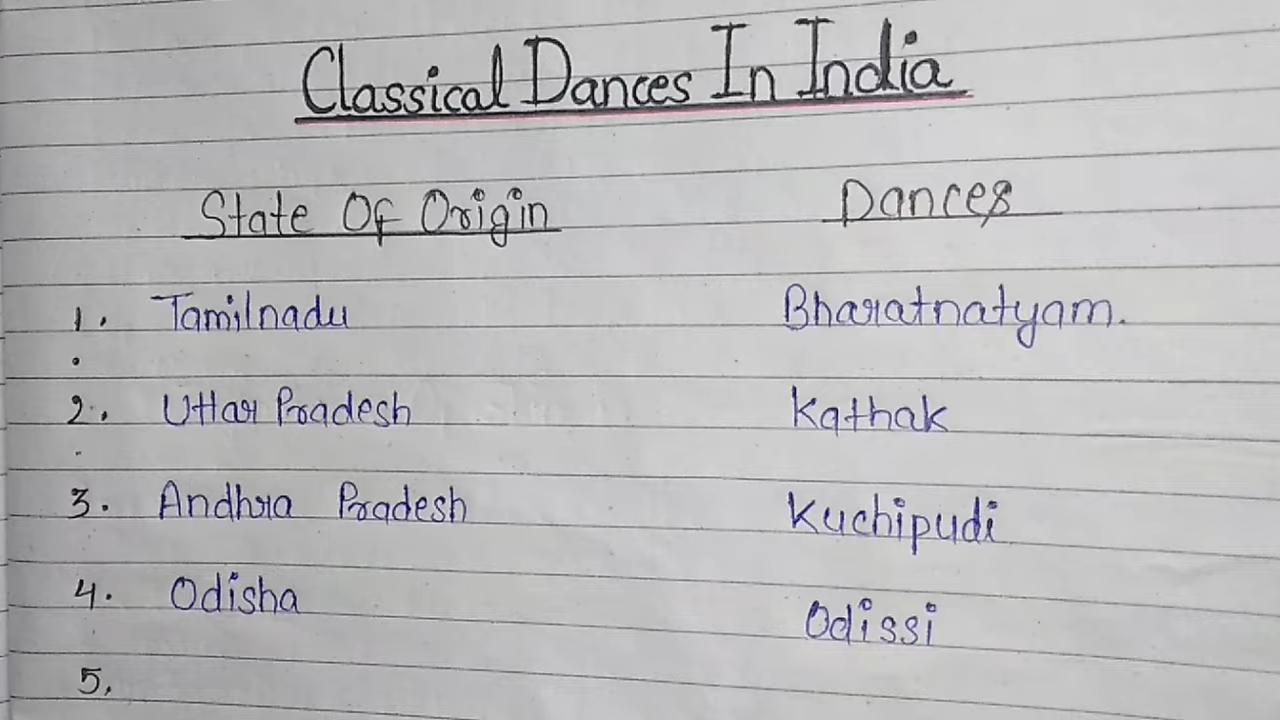 Classical Dances In India
State Of Origin Dances
1. Tamilnadu Bharatnatyam.
2. Uttar Pradesh Kathak
3. Andhra Pradesh Kuchipudi
4. Odisha Odissi
5.